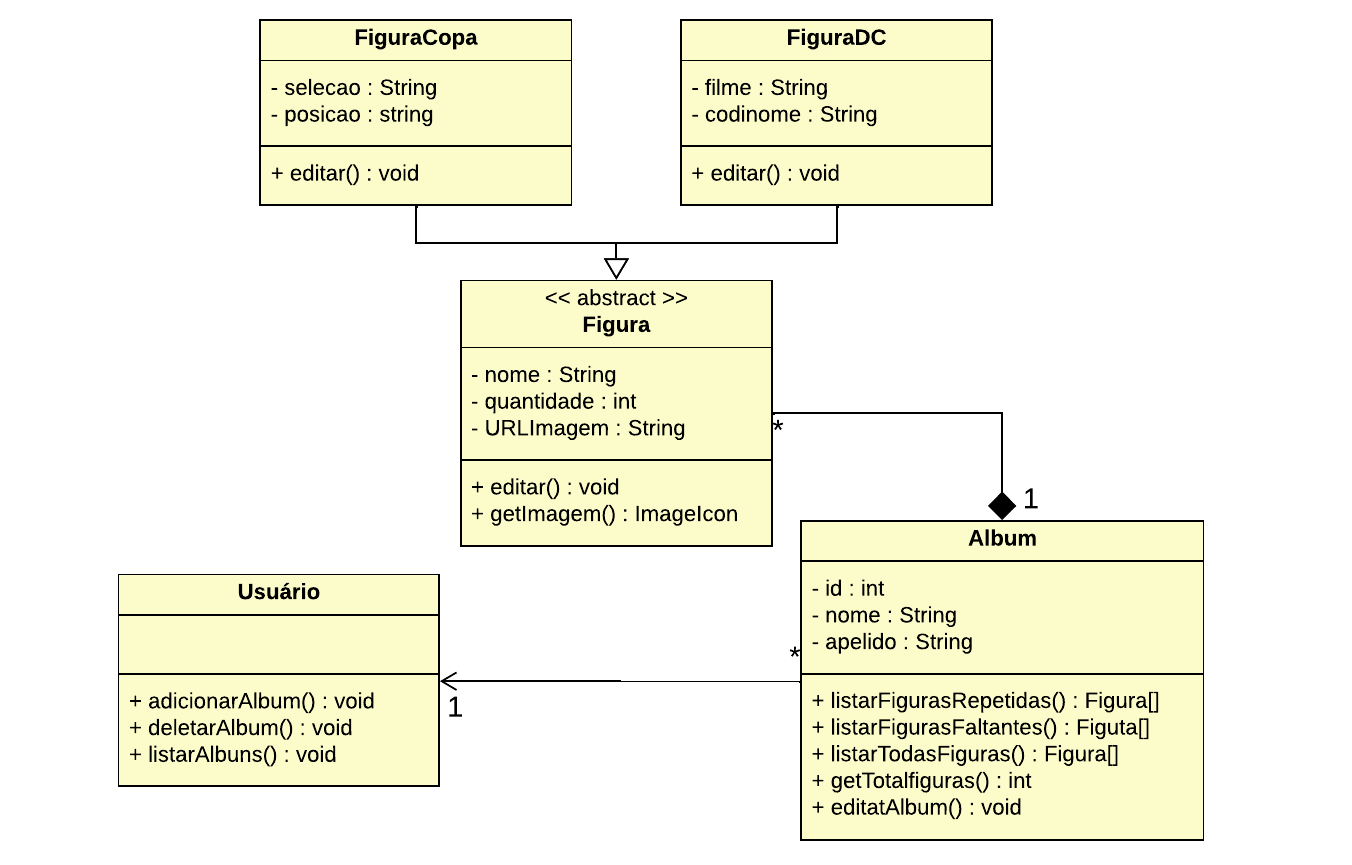 FiguraCopa
- selecao : String
- posicao : string
+ editar() : void
FiguraDC
- filme : String
- codinome : String
+ editar() : void
<< abstract >>
Figura
- nome : String
- quantidade : int
- URLImagem : String
+ editar() : void
+ getImagem() : ImageIcon
*
1
Album
- id : int
- nome : String
- apelido : String
+ listarFigurasRepetidas() : Figura[]
+ listarFigurasFaltantes() : Figuta[]
+ listarTodasFiguras() : Figura[]
+ getTotalfiguras() : int
+ editatAlbum() : void
*
1
Usuário
+ adicionarAlbum() : void
+ deletarAlbum() : void
+ listarAlbuns() : void